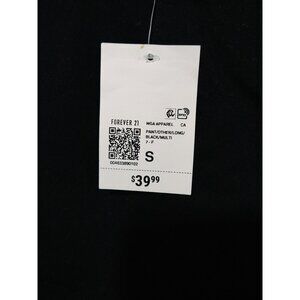 FOREVER 21
WGA APPAREL CA
PANT/OTHER/LONG/
BLACK/MULTI
S
$39.99